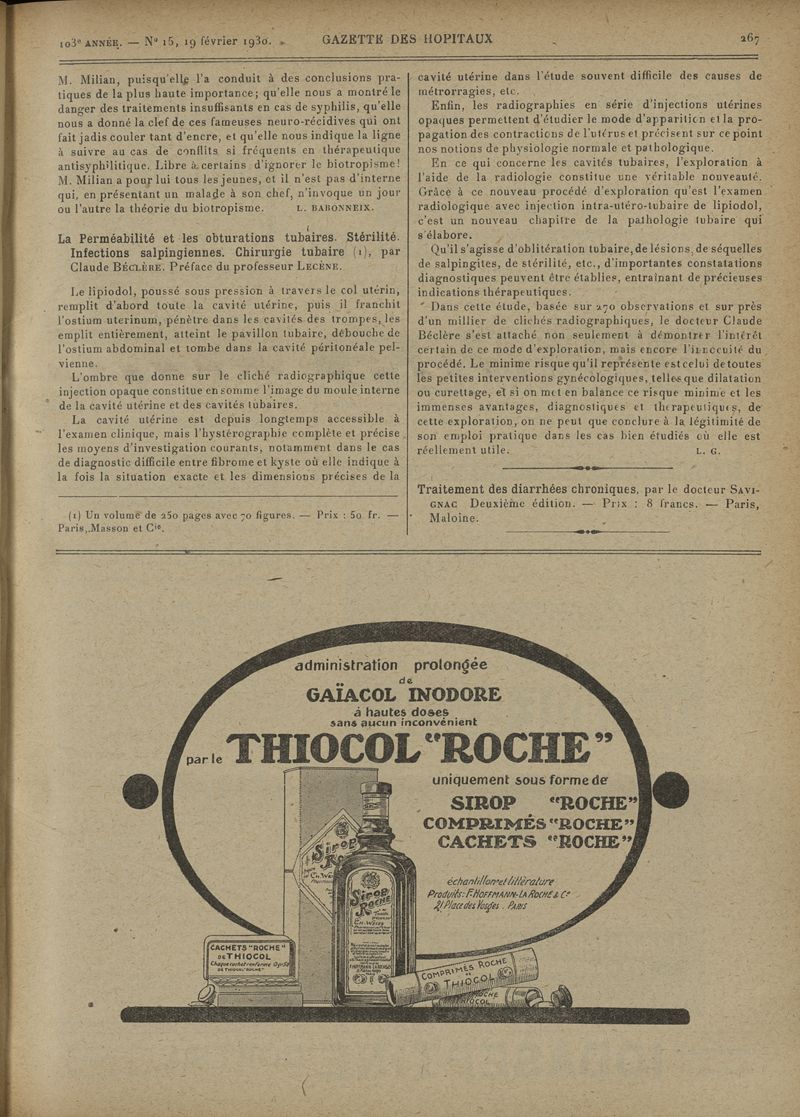 103e ANNÉE. — No 15, 19 février 1930.
GAZETTE DES HOPITAUX
267
M. Milian, puisqu'elle l'a conduit à des conclusions pra-
tiques de la plus haute importance; qu'elle nous a montré le
danger des traitements insuffisants en cas de syphilis, qu'elle
nous a donné la clef de ces fameuses neuro-récidives qui ont
fait jadis couler tant d'encre, et qu'elle nous indique la ligne
à suivre au cas de conflits si fréquents en thérapeutique
antisyphilitique. Libre à certains d'ignorer le biotropisme!
M. Milian a pour lui tous les jeunes, et il n'est pas d'interne
qui, en présentant un malade à son chef, n'invoque un jour
ou l'autre la théorie du biotropisme. L. BABONNEIX.
La Perméabilité et les obturations tubaires. Stérilité.
Infections salpingiennes. Chirurgie tubaire (1), par
Claude BÉCLÈRE. Préface du professeur LECÈNE.
Le lipiodol, poussé sous pression à travers le col utérin,
remplit d'abord toute la cavité utérine, puis il franchit
l'ostium uterinum, pénètre dans les cavités des trompes, les
emplit entièrement, atteint le pavillon tubaire, débouche de
l'ostium abdominal et tombe dans la cavité péritonéale pel-
vienne.
L'ombre que donne sur le cliché radiographique cette
injection opaque constitue en somme l'image du moule interne
de la cavité utérine et des cavités tubaires.
La cavité utérine est depuis longtemps accessible à
l'examen clinique, mais l'hystérographie complète et précise
les moyens d'investigation courants, notamment dans le cas
de diagnostic difficile entre fibrome et kyste où elle indique à
la fois la situation exacte et les dimensions précises de la
(1) Un volume de 250 pages avec 70 figures. — Prix : 50 fr. —
Paris, Masson et Cie.
cavité utérine dans l'étude souvent difficile des causes de
métrorragies, etc.
Enfin, les radiographies en série d'injections utérines
opaques permettent d'étudier le mode d'apparition et la pro-
pagation des contractions de l'utérus et précisent sur ce point
nos notions de physiologie normale et pathologique.
En ce qui concerne les cavités tubaires, l'exploration à
l'aide de la radiologie constitue une véritable nouveauté.
Grâce à ce nouveau procédé d'exploration qu'est l'examen
radiologique avec injection intra-utéro-tubaire de lipiodol,
c'est un nouveau chapitre de la pathologie tubaire qui
s'élabore.
Qu'il s'agisse d'oblitération tubaire, de lésions, de séquelles
de salpingites, de stérilité, etc., d'importantes constatations
diagnostiques peuvent être établies, entraînant de précieuses
indications thérapeutiques.
Dans cette étude, basée sur 270 observations et sur près
d'un millier de clichés radiographiques, le docteur Claude
Béclère s'est attaché non seulement à démontrer l'intérêt
certain de ce mode d'exploration, mais encore l'innocuité du
procédé. Le minime risque qu'il représente est celui de toutes
les petites interventions gynécologiques, telles que dilatation
ou curettage, et si on met en balance ce risque minime et les
immenses avantages, diagnostiques et thérapeutiques, de
cette exploration, on ne peut que conclure à la légitimité de
son emploi pratique dans les cas bien étudiés où elle est
réellement utile. L. G.
Traitement des diarrhées chroniques, par le docteur SAVI-
GNAC Deuxième édition. — Prix : 8 francs. — Paris,
Maloine.
administration prolongée
de
GAÏACOL INODORE
à hautes doses
sans aucun inconvénient
par le THIOCOL "ROCHE"
uniquement sous forme de
SIROP "ROCHE"
COMPRIMÉS "ROCHE"
CACHETS "ROCHE"
échantillon et littérature
Produits: F. HOFFMANN-LA ROCHE & Cie
21 Place des Vosges. PARIS
Sirop
SIROP
ROCHE
CACHETS "ROCHE"
DE THIOCOL
COMPRIMÉS ROCHE
THIOCOL
ROCHE
THIOCOL